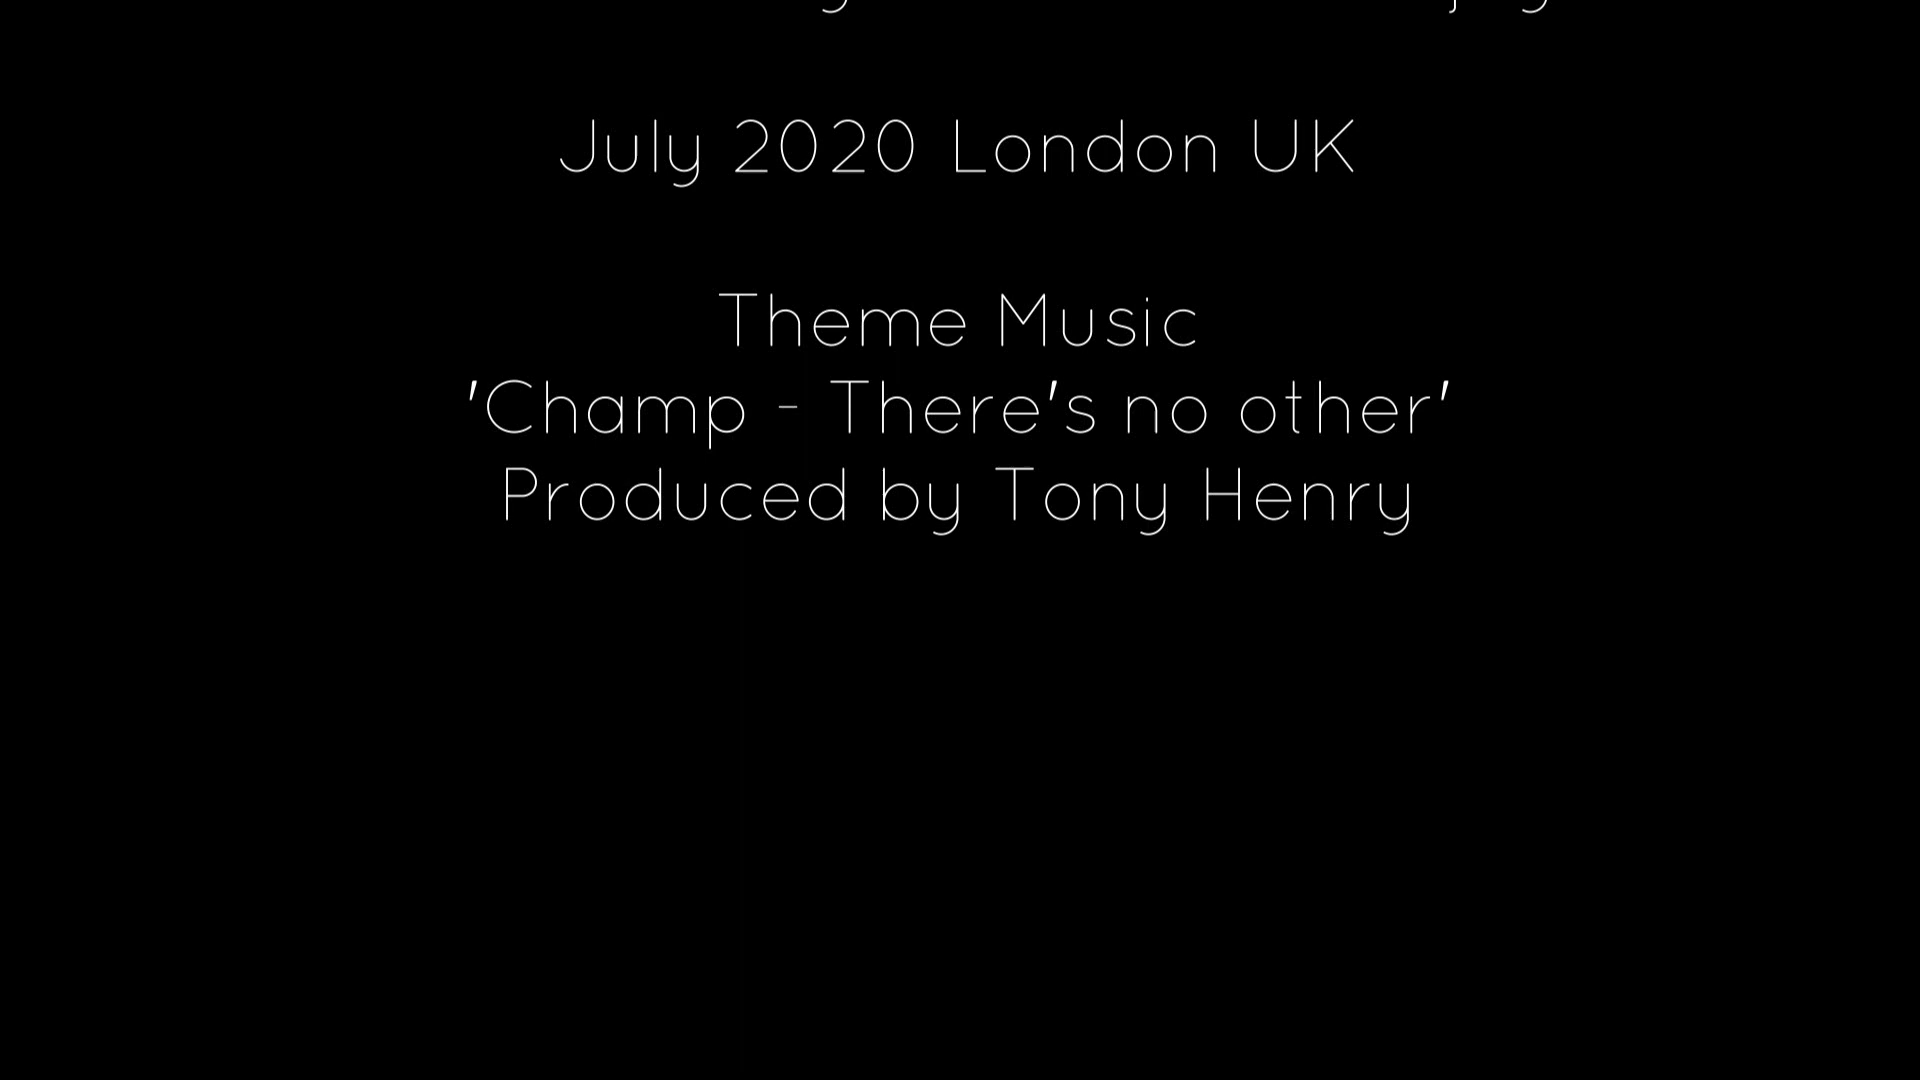 July 2020 London UK
Theme Music
'Champ - There's no other'
Produced by Tony Henry